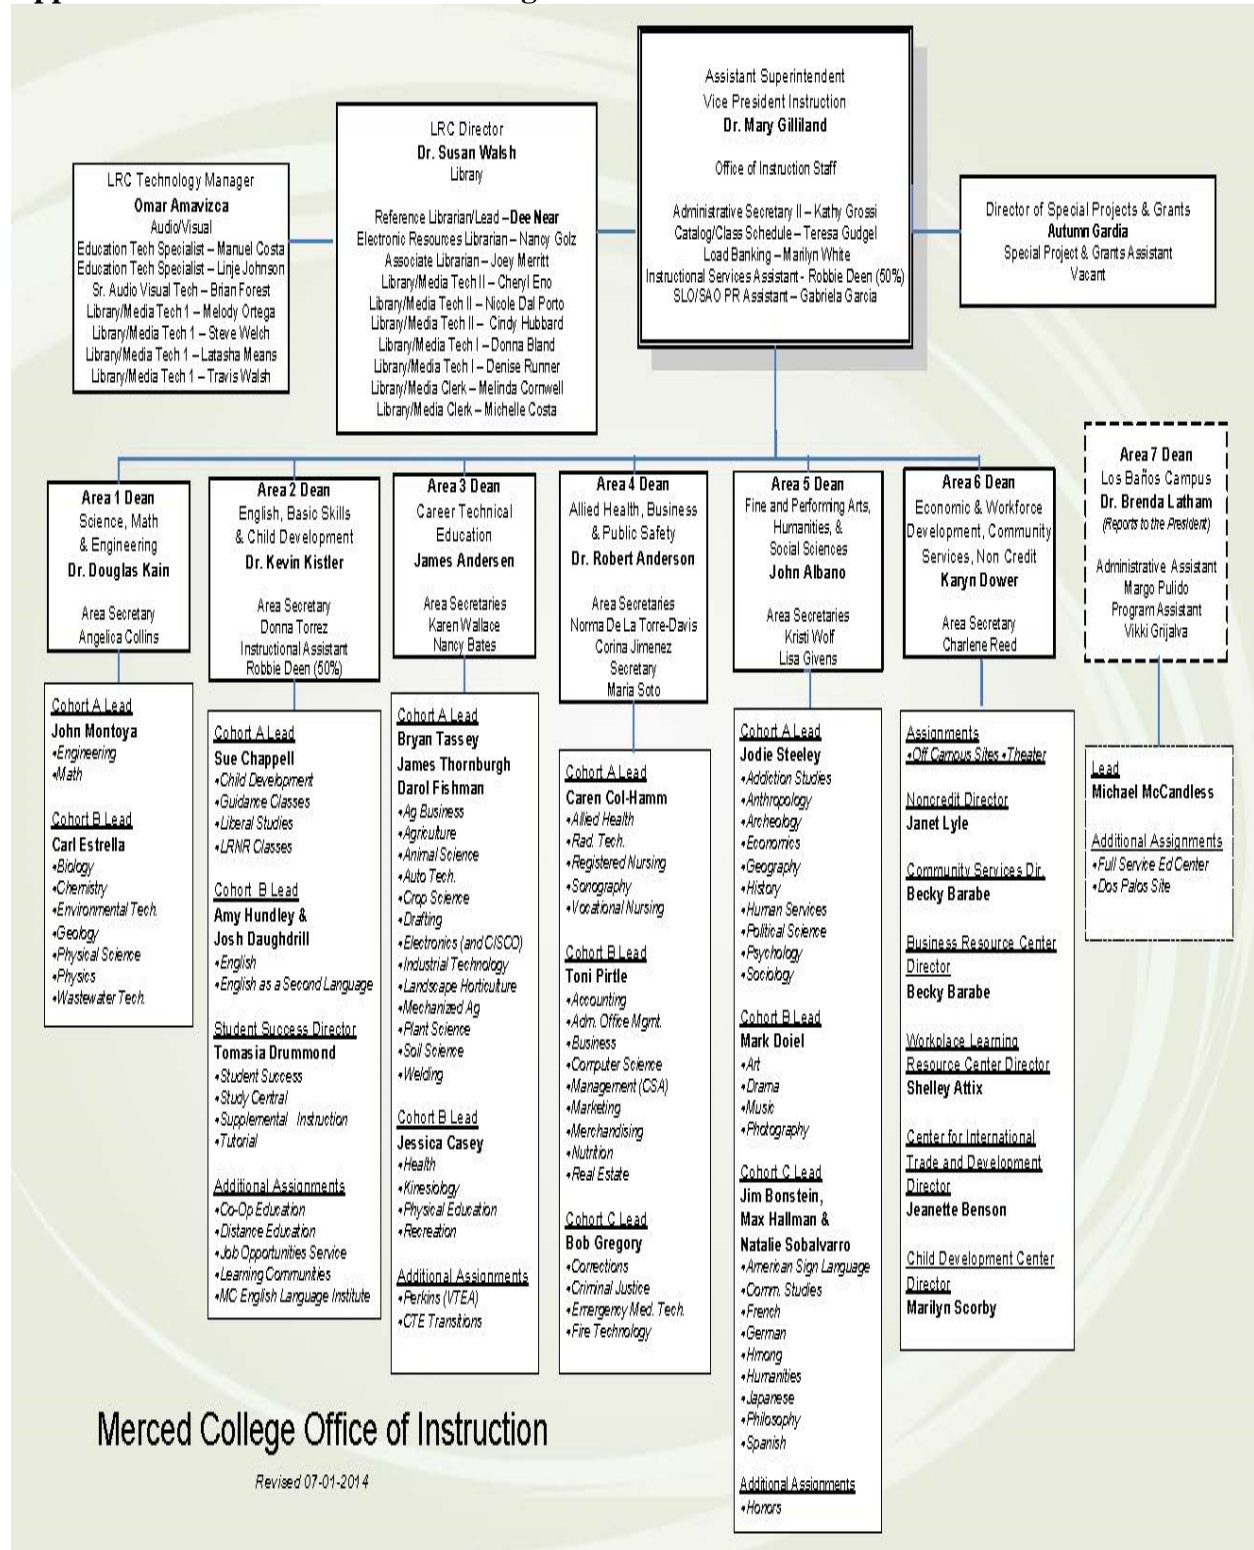 Assistant Superintendent
Vice President Instruction
Dr. Mary Gilliland
Office of Instruction Staff
Administrative Secretary II – Kathy Grossi
Catalog/Class Schedule – Teresa Gudgel
Load Banking – Marilyn White
Instructional Services Assistant - Robbie Deen (50%)
SLO/SAO PR Assistant – Gabriela Garcia
LRC Director
Dr. Susan Walsh
Library
Reference Librarian/Lead – Dee Near
Electronic Resources Librarian – Nancy Golz
Associate Librarian – Joey Merritt
Library/Media Tech II – Cheryl Eno
Library/Media Tech II – Nicole Dal Porto
Library/Media Tech II – Cindy Hubbard
Library/Media Tech I – Donna Bland
Library/Media Tech I – Denise Runner
Library/Media Clerk – Melinda Cornwell
Library/Media Clerk – Michelle Costa
LRC Technology Manager
Omar Amavizca
Audio/Visual
Education Tech Specialist – Manuel Costa
Education Tech Specialist – Linje Johnson
Sr. Audio Visual Tech – Brian Forest
Library/Media Tech 1 – Melody Ortega
Library/Media Tech 1 – Steve Welch
Library/Media Tech 1 – Latasha Means
Library/Media Tech 1 – Travis Walsh
Director of Special Projects & Grants
Autumn Gardia
Special Project & Grants Assistant
Vacant
Area 1 Dean
Science, Math
& Engineering
Dr. Douglas Kain
Area Secretary
Angelica Collins
Cohort A Lead
John Montoya
•Engineering
•Math
Cohort B Lead
Carl Estrella
•Biology
•Chemistry
•Environmental Tech.
•Geology
•Physical Science
•Physics
•Wastewater Tech.
Area 2 Dean
English, Basic Skills
& Child Development
Dr. Kevin Kistler
Area Secretary
Donna Torrez
Instructional Assistant
Robbie Deen (50%)
Cohort A Lead
Sue Chappell
•Child Development
•Guidance Classes
•Liberal Studies
•LRNR Classes
Cohort B Lead
Amy Hundley &
Josh Daughdrill
•English
•English as a Second Language
Student Success Director
Tomasia Drummond
•Student Success
•Study Central
•Supplemental Instruction
•Tutorial
Additional Assignments
•Co-Op Education
•Distance Education
•Job Opportunities Service
•Learning Communities
•MC English Language Institute
Area 3 Dean
Career Technical
Education
James Andersen
Area Secretaries
Karen Wallace
Nancy Bates
Cohort A Lead
Bryan Tassey
James Thornburgh
Darol Fishman
•Ag Business
•Agriculture
•Animal Science
•Auto Tech.
•Crop Science
•Drafting
•Electronics (and CISCO)
•Industrial Technology
•Landscape Horticulture
•Mechanized Ag
•Plant Science
•Soil Science
•Welding
Cohort B Lead
Jessica Casey
•Health
•Kinesiology
•Physical Education
•Recreation
Additional Assignments
•Perkins (VTEA)
•CTE Transitions
Area 4 Dean
Allied Health, Business
& Public Safety
Dr. Robert Anderson
Area Secretaries
Norma De La Torre-Davis
Corina Jimenez
Secretary
Maria Soto
Cohort A Lead
Caren Col-Hamm
•Allied Health
•Rad. Tech.
•Registered Nursing
•Sonography
•Vocational Nursing
Cohort B Lead
Toni Pirtle
•Accounting
•Adm. Office Mgmt.
•Business
•Computer Science
•Management (CSA)
•Marketing
•Merchandising
•Nutrition
•Real Estate
Cohort C Lead
Bob Gregory
•Corrections
•Criminal Justice
•Emergency Med. Tech.
•Fire Technology
Area 5 Dean
Fine and Performing Arts,
Humanities, &
Social Sciences
John Albano
Area Secretaries
Kristi Wolf
Lisa Givens
Cohort A Lead
Jodie Steeley
•Addiction Studies
•Anthropology
•Archeology
•Economics
•Geography
•History
•Human Services
•Political Science
•Psychology
•Sociology
Cohort B Lead
Mark Doiel
•Art
•Drama
•Music
•Photography
Cohort C Lead
Jim Bonstein,
Max Hallman &
Natalie Sobalvarro
•American Sign Language
•Comm. Studies
•French
•German
•Hmong
•Humanities
•Japanese
•Philosophy
•Spanish
Additional Assignments
•Honors
Area 6 Dean
Economic & Workforce
Development, Community
Services, Non Credit
Karyn Dower
Area Secretary
Charlene Reed
Assignments
•Off Campus Sites •Theater
Noncredit Director
Janet Lyle
Community Services Dir.
Becky Barabe
Business Resource Center
Director
Becky Barabe
Workplace Learning
Resource Center Director
Shelley Attix
Center for International
Trade and Development
Director
Jeanette Benson
Child Development Center
Director
Marilyn Scorby
Area 7 Dean
Los Baños Campus
Dr. Brenda Latham
(Reports to the President)
Administrative Assistant
Margo Pulido
Program Assistant
Vikki Grijalva
Lead
Michael McCandless
Additional Assignments
•Full Service Ed Center
•Dos Palos Site
Merced College Office of Instruction
Revised 07-01-2014